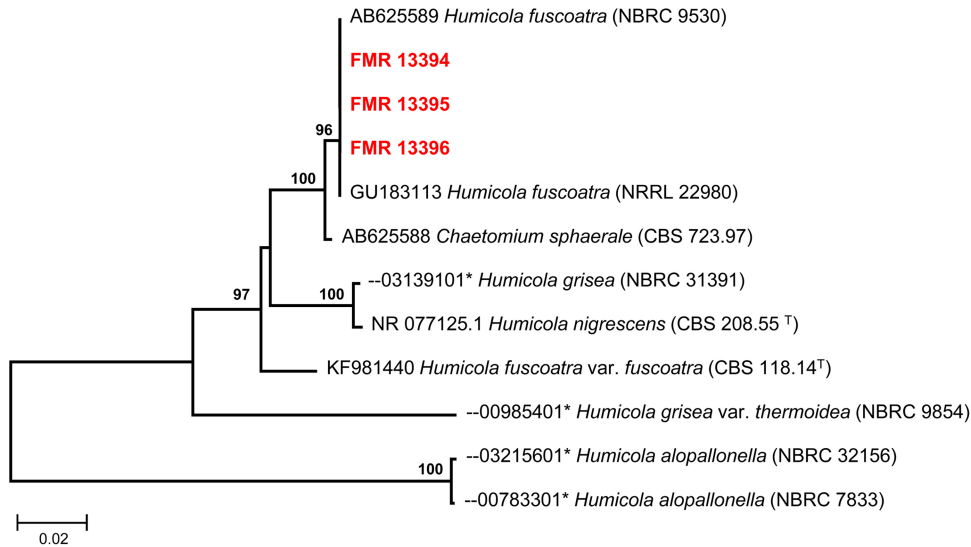 AB625589 Humicola fuscoatra (NBRC 9530)
FMR 13394
FMR 13395
96
FMR 13396
100
GU183113 Humicola fuscoatra (NRRL 22980)
AB625588 Chaetomium sphaerale (CBS 723.97)
--03139101* Humicola grisea (NBRC 31391)
97
100
NR 077125.1 Humicola nigrescens (CBS 208.55 T)
KF981440 Humicola fuscoatra var. fuscoatra (CBS 118.14T)
--00985401* Humicola grisea var. thermoidea (NBRC 9854)
--03215601* Humicola alopallonella (NBRC 32156)
100
--00783301* Humicola alopallonella (NBRC 7833)
0.02